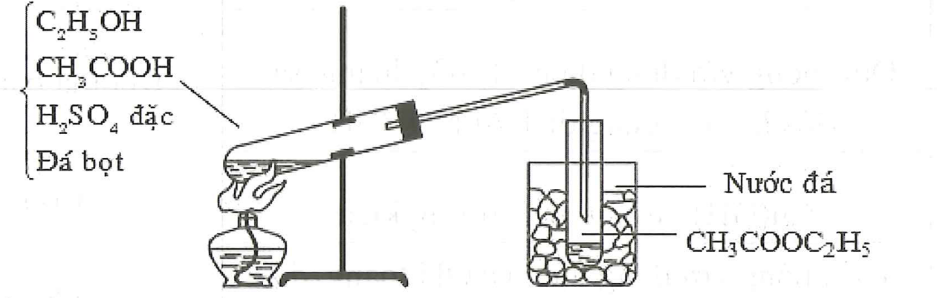 C₂H₅OH
CH₃COOH
H₂SO₄ đặc
Đá bọt
Nước đá
CH₃COOC₂H₅